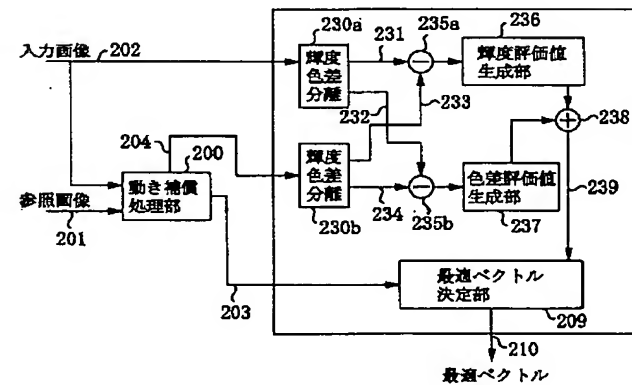 230a
235a
236
入力画像
202
輝度
色差
分離
231
輝度評価値
生成部
232
233
238
204
200
動き補償
処理部
輝度
色差
分離
色差評価値
生成部
239
参照画像
201
230b
234
235b
237
最適ベクトル
決定部
203
209
210
最適ベクトル